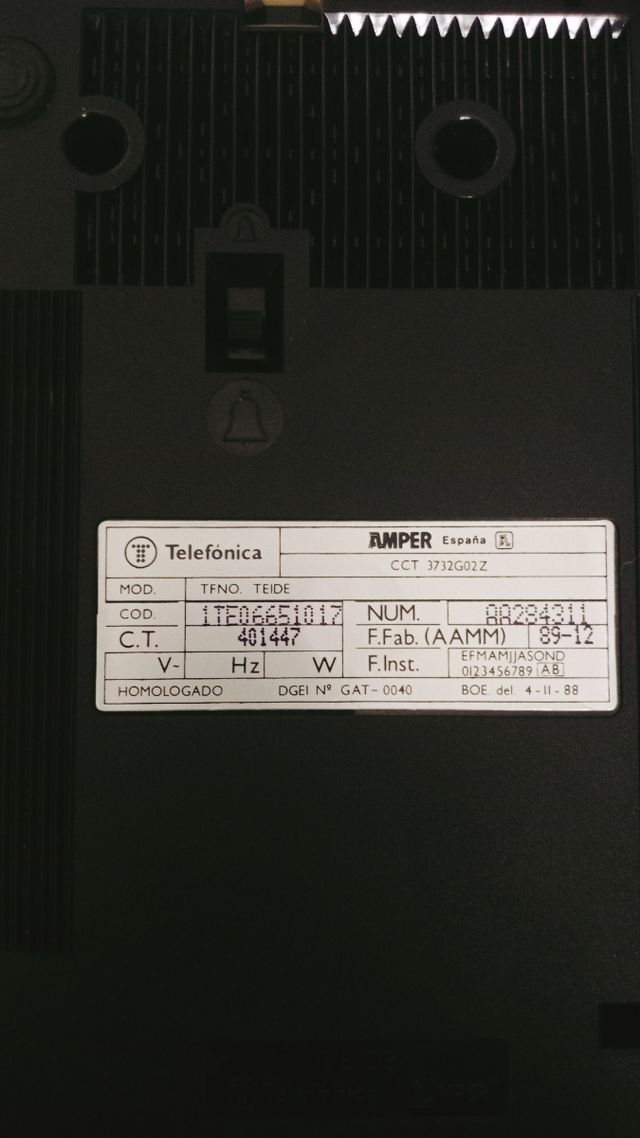 Telefónica
AMPER España
CCT 3732G02Z
MOD. TFNO. TEIDE
COD. 1TE06651017 NUM. AA284311
C.T. 401447 F.Fab. (AAMM) 89-12
V~ Hz W F.Inst. EFMAMJJASOND
0123456789 AB
HOMOLOGADO DGEI Nº GAT-0040 BOE. del. 4-11-88